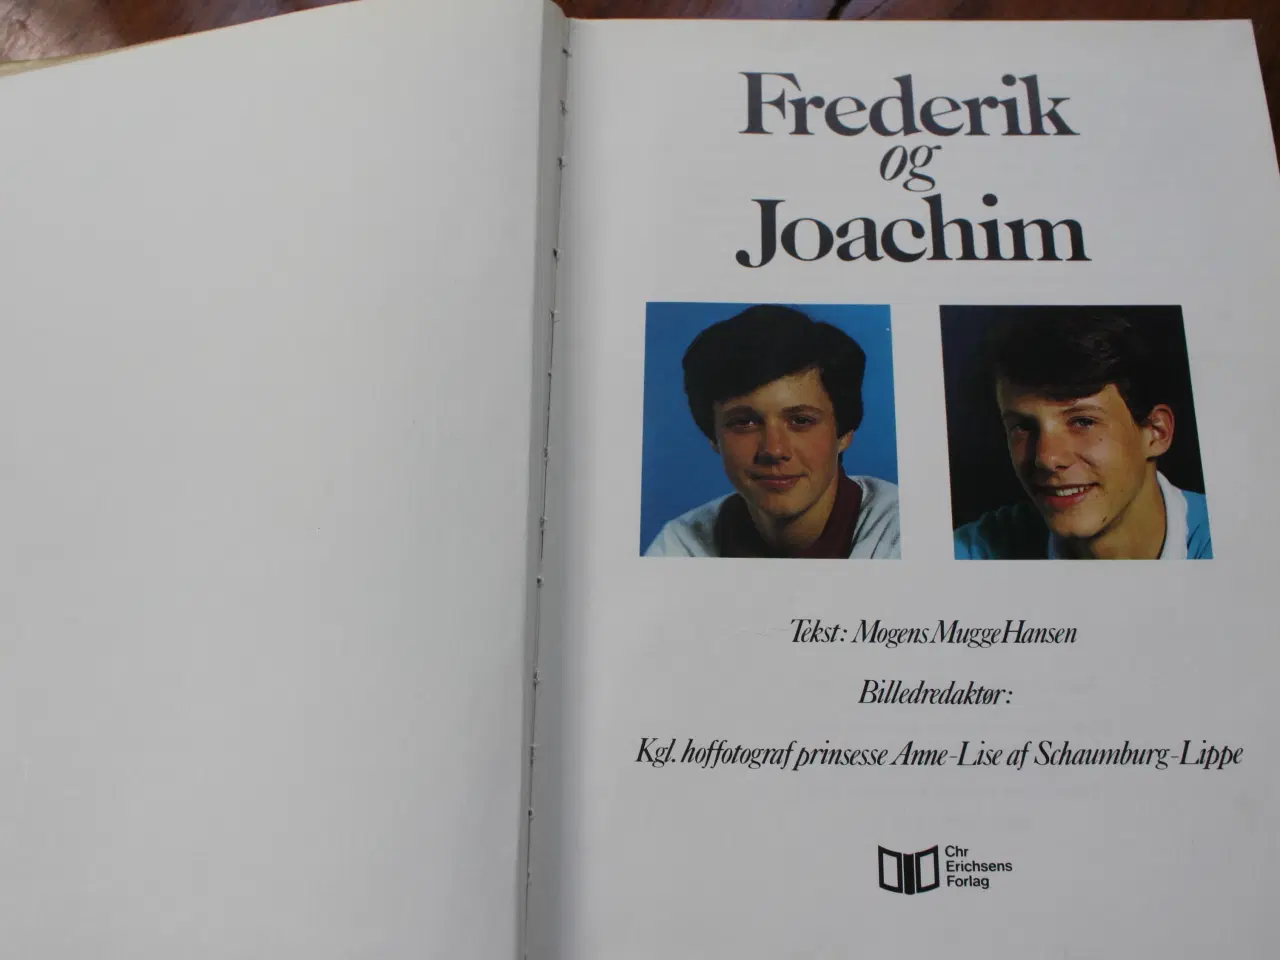 Frederik
og
Joachim
Tekst: Mogens Mugge Hansen
Billedredaktør:
Kgl. hoffotograf prinsesse Anne-Lise af Schaumburg-Lippe
Chr
Erichsens
Forlag